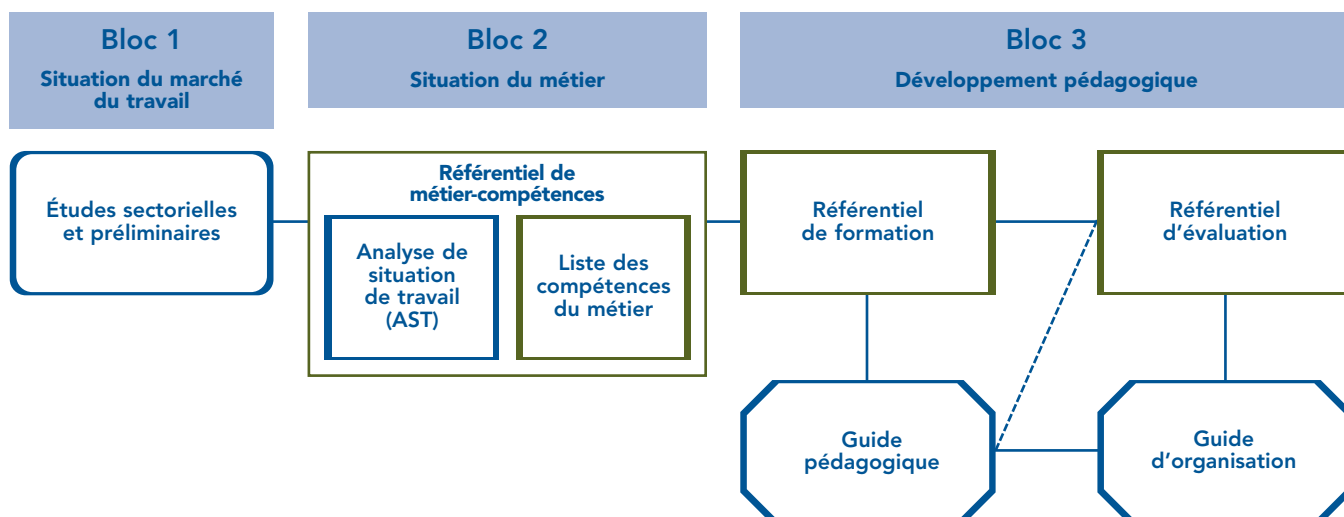 Bloc 1
Situation du marché
du travail
Bloc 2
Situation du métier
Bloc 3
Développement pédagogique
Études sectorielles
et préliminaires
Référentiel de
métier-compétences
Analyse de
situation
de travail
(AST)
Liste des
compétences
du métier
Référentiel
de formation
Référentiel
d'évaluation
Guide
pédagogique
Guide
d'organisation